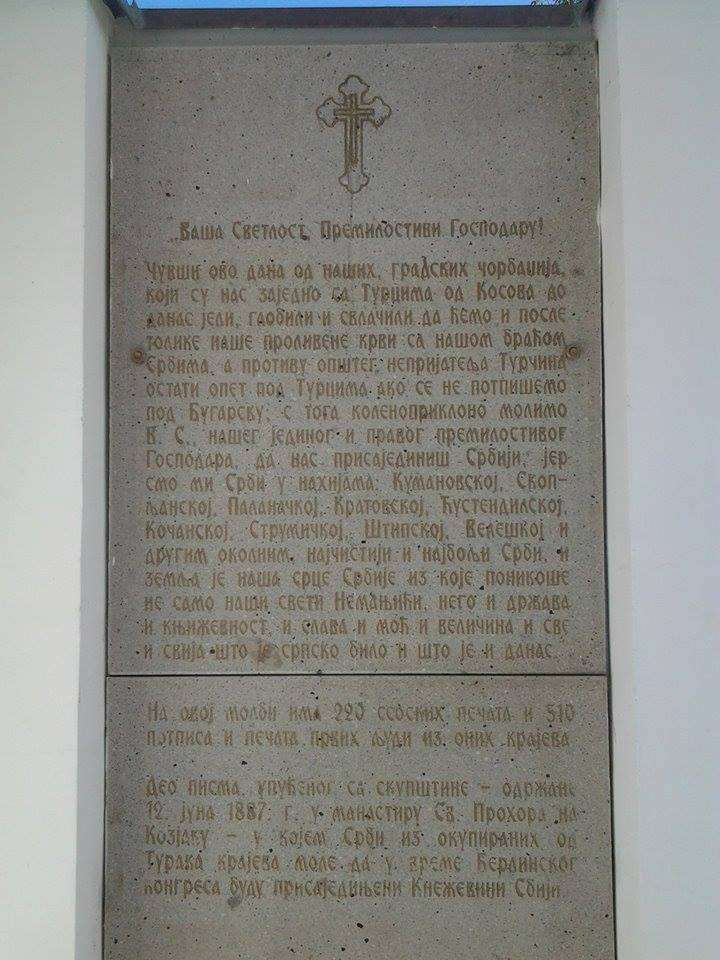 „Ваша Светлост, Премилостиви Господару!
Чувши ово дана од наших, градских чорбаџија,
који су нас заједно са Турцима од Косова до
данас јели, глобили и свлачили да ћемо и после
толике наше проливене крви са нашом браћом
Србима, а противу општег непријатеља Турчина
остати опет под Турцима ако се не потпишемо
под Бугарску, с тога коленоприклоно молимо
В. С., нашег јединог и правог премилостивог
Господара, да нас присајединиш Србији, јер
смо ми Срби у нахијама: Кумановској, Скоп-
љанској, Паланачкој, Кратовској, Ћустендилској,
Кочанској, Струмичкој, Штипској, Велешкој и
другим околним, најчистији и најбољи Срби, и
земља је наша срце Србије из које поникоше
не само наши свети Немањићи, него и држава
и књижевност, и слава и моћ и величина и све
и свија што је српско било и што је и данас.
На овој молби има 220 сеоских печата и 510
потписа и печата првих људи из оних крајева
Део писма, упућеног са скупштине – одржане
12. јуна 1887. г. у манастиру Св. Прохора на
Козјаку – у којем Срби из окупираних од
Турака крајева моле да у време Берлинског
конгреса буду присаједињени Кнежевини Сбији